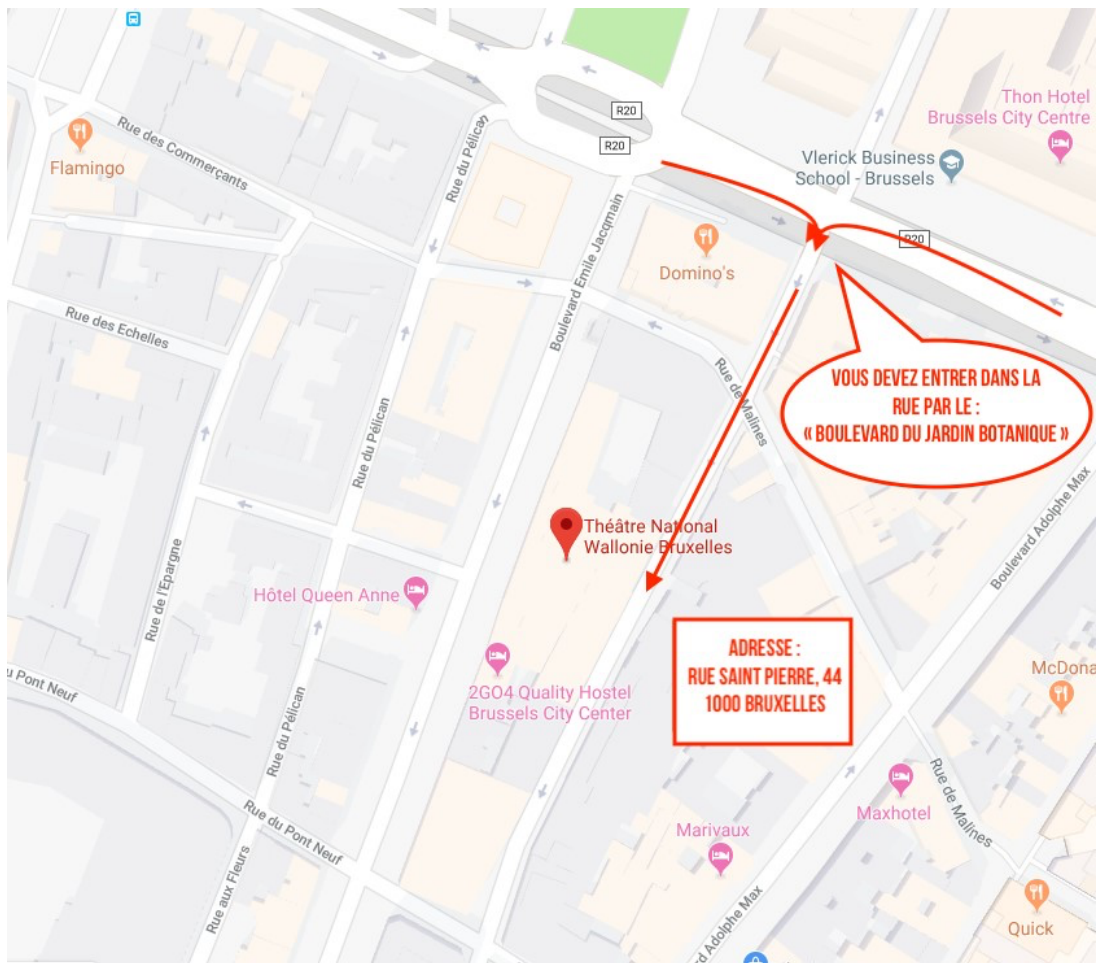 R20
R20
Thon Hotel
Brussels City Centre
Rue des Commerçants
Rue du Pélican
Flamingo
Vlerick Business
School - Brussels
R20
Boulevard Emile Jacqmain
Domino's
Rue des Echelles
Rue de Malines
VOUS DEVEZ ENTRER DANS LA
RUE PAR LE :
« BOULEVARD DU JARDIN BOTANIQUE »
Rue du Pélican
Boulevard Adolphe Max
Théâtre National
Wallonie Bruxelles
Rue de l'Epargne
Hôtel Queen Anne
ADRESSE :
RUE SAINT PIERRE, 44
1000 BRUXELLES
u Pont Neuf
2GO4 Quality Hostel
Brussels City Center
McDona
Rue du Pélican
Rue du Pont Neuf
Rue de Malines
Maxhotel
Marivaux
Rue aux Fleurs
d Adolphe Max
Quick